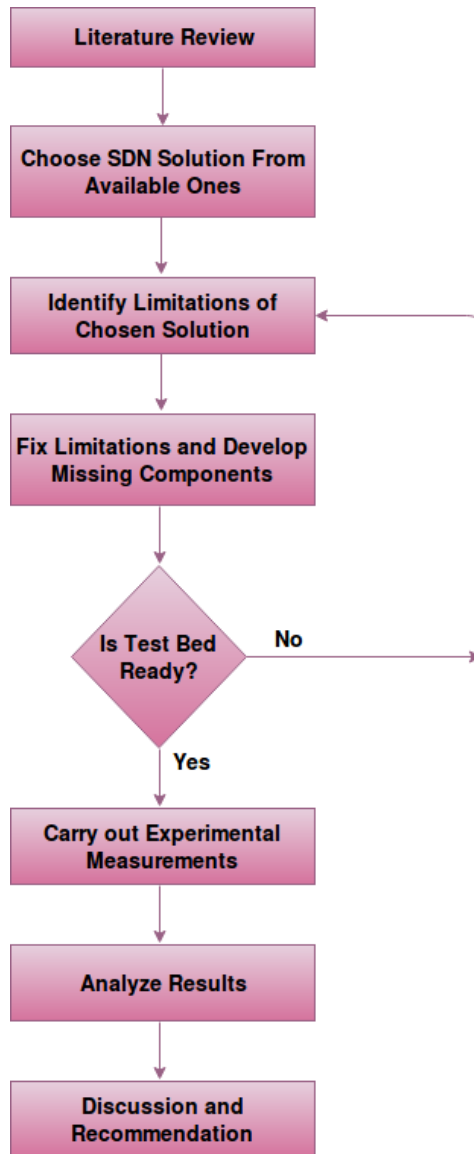 Literature Review
Choose SDN Solution From
Available Ones
Identify Limitations of
Chosen Solution
Fix Limitations and Develop
Missing Components
Is Test Bed
Ready?
No
Yes
Carry out Experimental
Measurements
Analyze Results
Discussion and
Recommendation